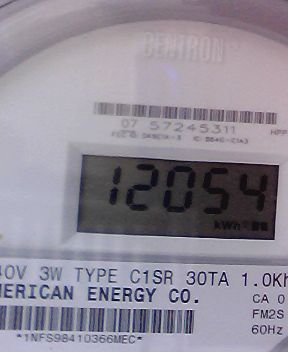 CENTRON
07 57245311
12054
kWh
40V 3W TYPE C1SR 30TA 1.0Kh
MERICAN ENERGY CO.
CA 0
FM2S
60Hz
*1NFS98410366MEC*